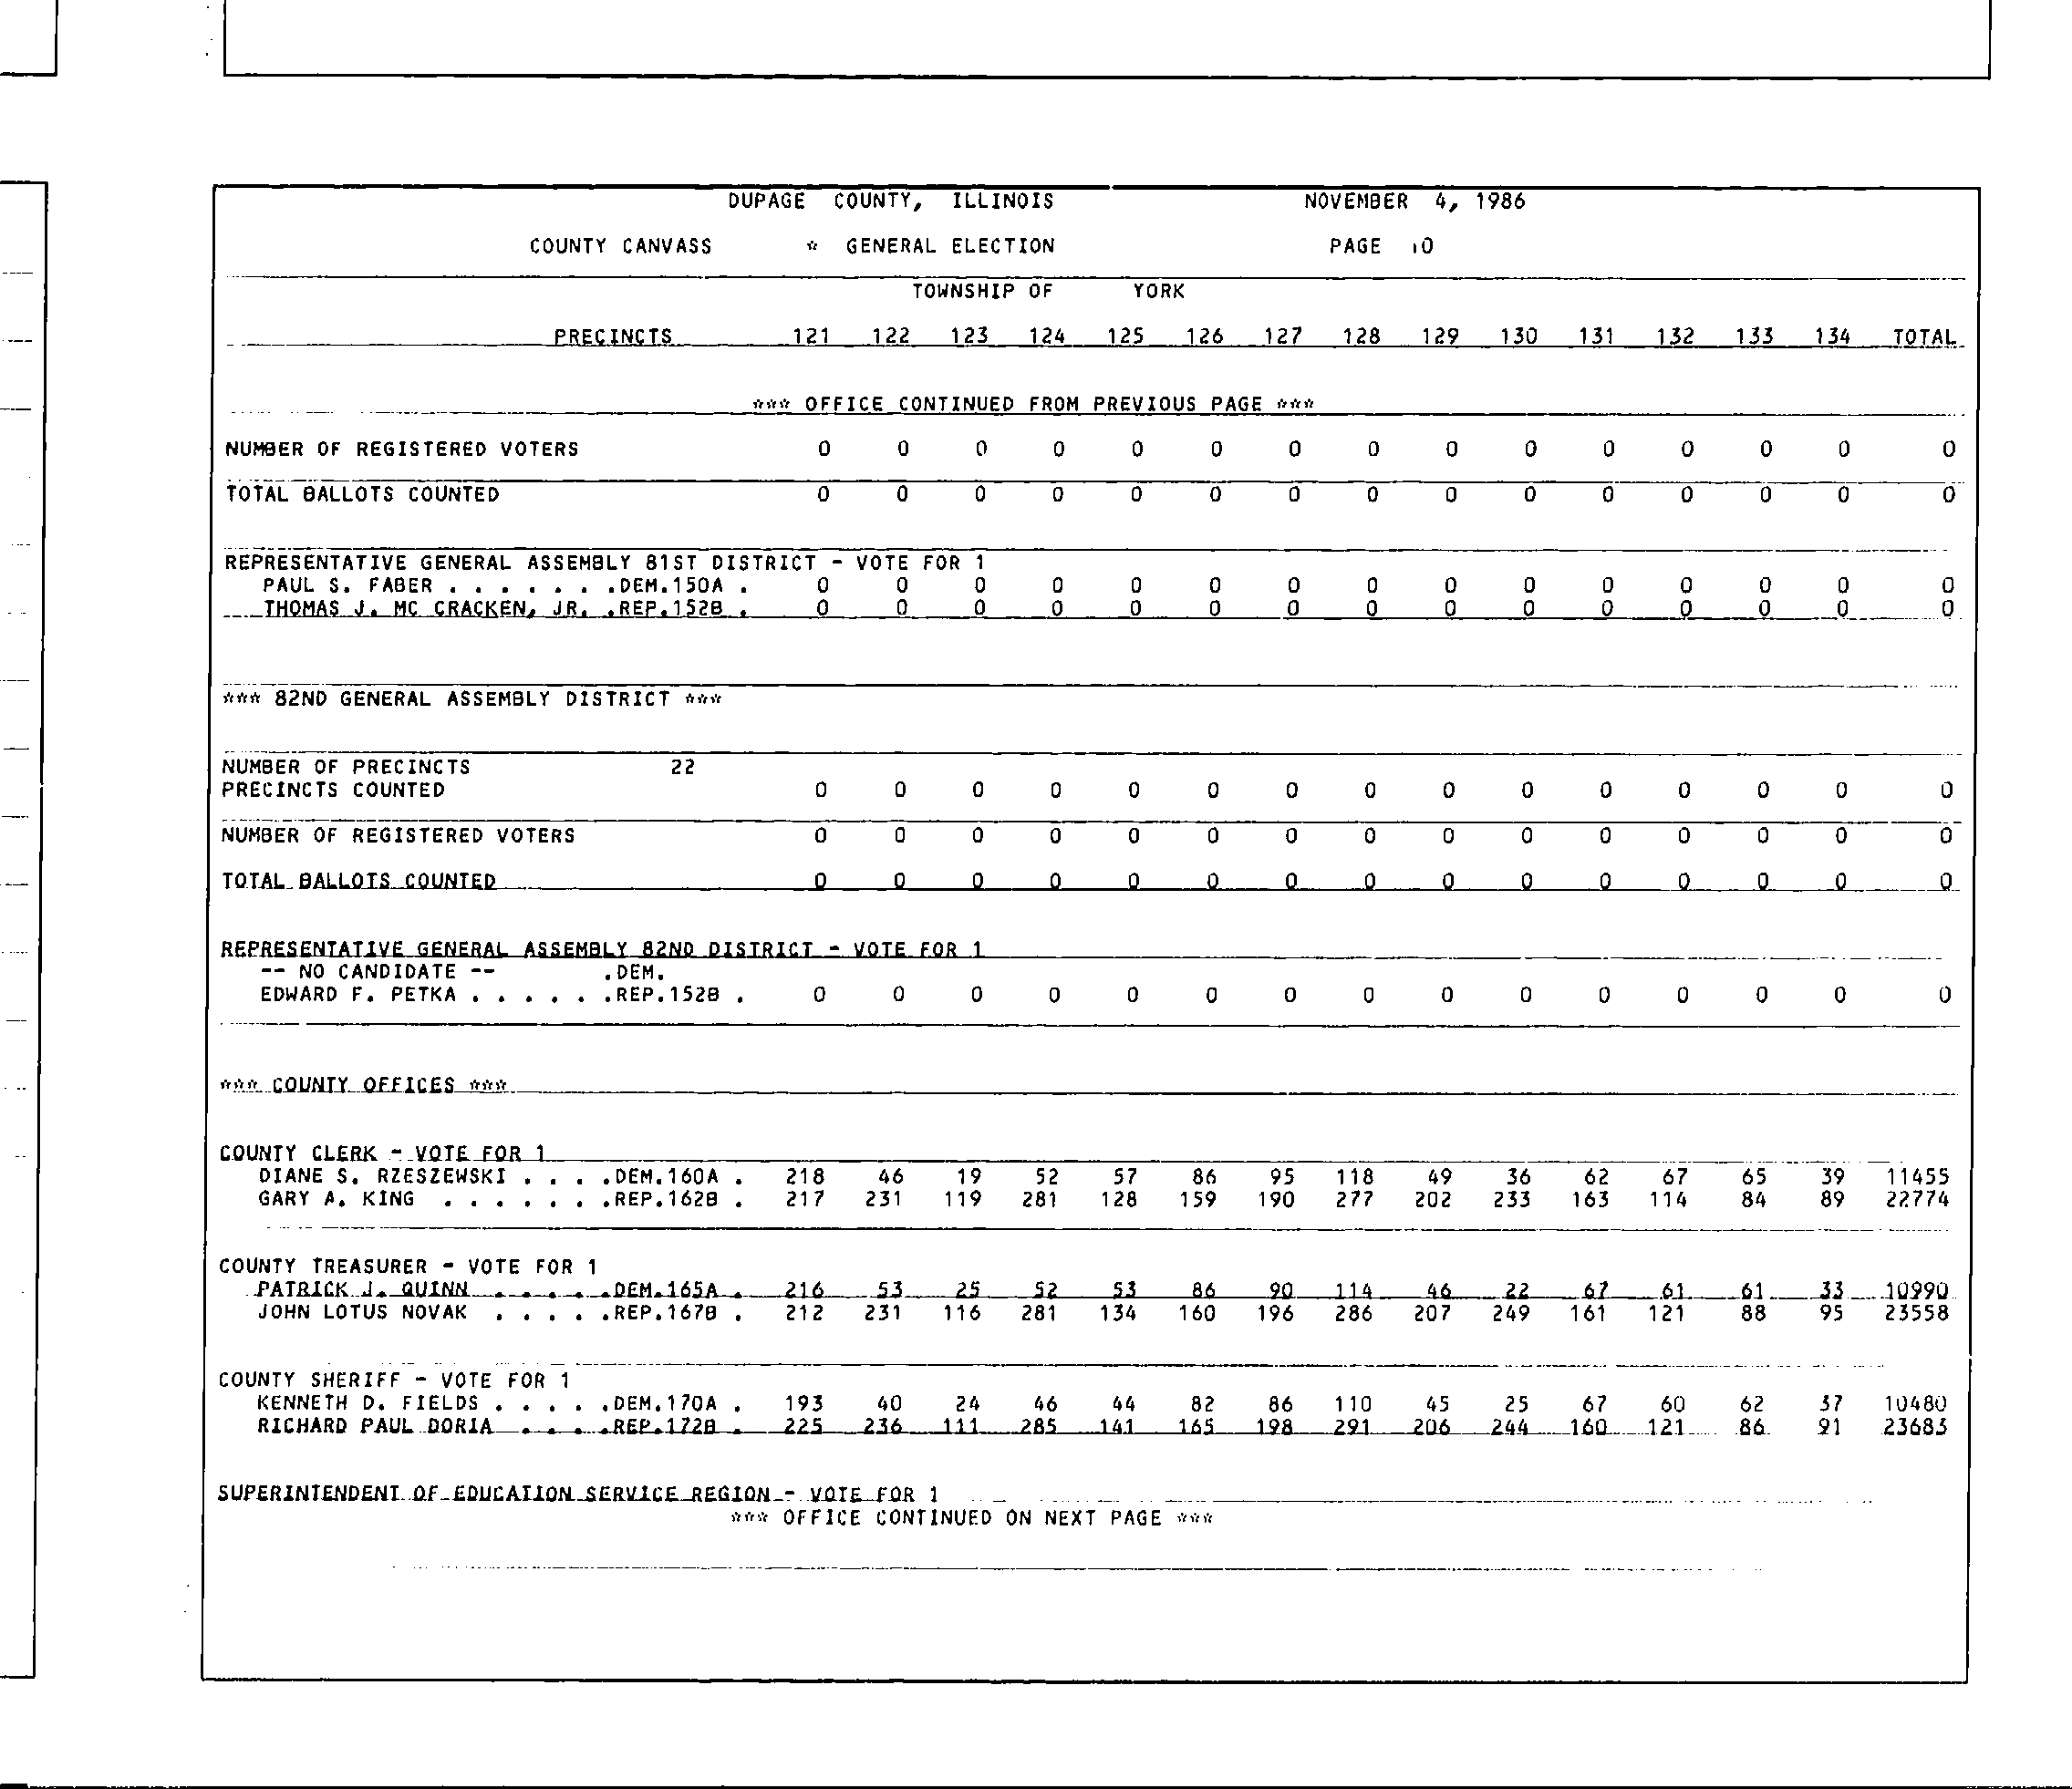 DUPAGE COUNTY, ILLINOIS NOVEMBER 4, 1986
COUNTY CANVASS * GENERAL ELECTION PAGE 10
TOWNSHIP OF YORK
PRECINCTS 121 122 123 124 125 126 127 128 129 130 131 132 133 134 TOTAL
*** OFFICE CONTINUED FROM PREVIOUS PAGE ***
NUMBER OF REGISTERED VOTERS 0 0 0 0 0 0 0 0 0 0 0 0 0 0 0
TOTAL BALLOTS COUNTED 0 0 0 0 0 0 0 0 0 0 0 0 0 0 0
REPRESENTATIVE GENERAL ASSEMBLY 81ST DISTRICT - VOTE FOR 1
PAUL S. FABER . . . . . . .DEM.150A . 0 0 0 0 0 0 0 0 0 0 0 0 0 0 0
THOMAS J. MC CRACKEN, JR. .REP.152B . 0 0 0 0 0 0 0 0 0 0 0 0 0 0 0
*** 82ND GENERAL ASSEMBLY DISTRICT ***
NUMBER OF PRECINCTS 22
PRECINCTS COUNTED 0 0 0 0 0 0 0 0 0 0 0 0 0 0 0
NUMBER OF REGISTERED VOTERS 0 0 0 0 0 0 0 0 0 0 0 0 0 0 0
TOTAL BALLOTS COUNTED 0 0 0 0 0 0 0 0 0 0 0 0 0 0 0
REPRESENTATIVE GENERAL ASSEMBLY 82ND DISTRICT - VOTE FOR 1
-- NO CANDIDATE -- .DEM.
EDWARD F. PETKA . . . . . .REP.152B . 0 0 0 0 0 0 0 0 0 0 0 0 0 0 0
*** COUNTY OFFICES ***
COUNTY CLERK - VOTE FOR 1
DIANE S. RZESZEWSKI . . . .DEM.160A . 218 46 19 52 57 86 95 118 49 36 62 67 65 39 11455
GARY A. KING . . . . . . .REP.162B . 217 231 119 281 128 159 190 277 202 233 163 114 84 89 22774
COUNTY TREASURER - VOTE FOR 1
PATRICK J. QUINN . . . . .DEM.165A . 216 53 25 52 53 86 90 114 46 22 67 61 61 33 10990
JOHN LOTUS NOVAK . . . . .REP.167B . 212 231 116 281 134 160 196 286 207 249 161 121 88 95 23558
COUNTY SHERIFF - VOTE FOR 1
KENNETH D. FIELDS . . . . .DEM.170A . 193 40 24 46 44 82 86 110 45 25 67 60 62 37 10480
RICHARD PAUL DORIA . . . .REP.172B . 225 236 111 285 141 165 198 291 206 244 160 121 86 91 23683
SUPERINTENDENT OF EDUCATION SERVICE REGION - VOTE FOR 1
*** OFFICE CONTINUED ON NEXT PAGE ***